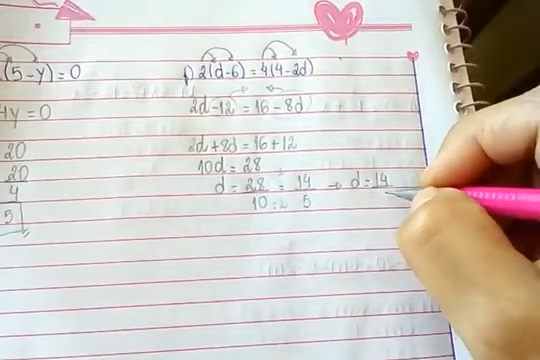 (5-y)=0
4y=0
20
20
4
5
f) 2(d-6)=4(4-2d)
2d-12=16-8d
2d+8d=16+12
10d=28
d=28=14 → d=14
10:2 5